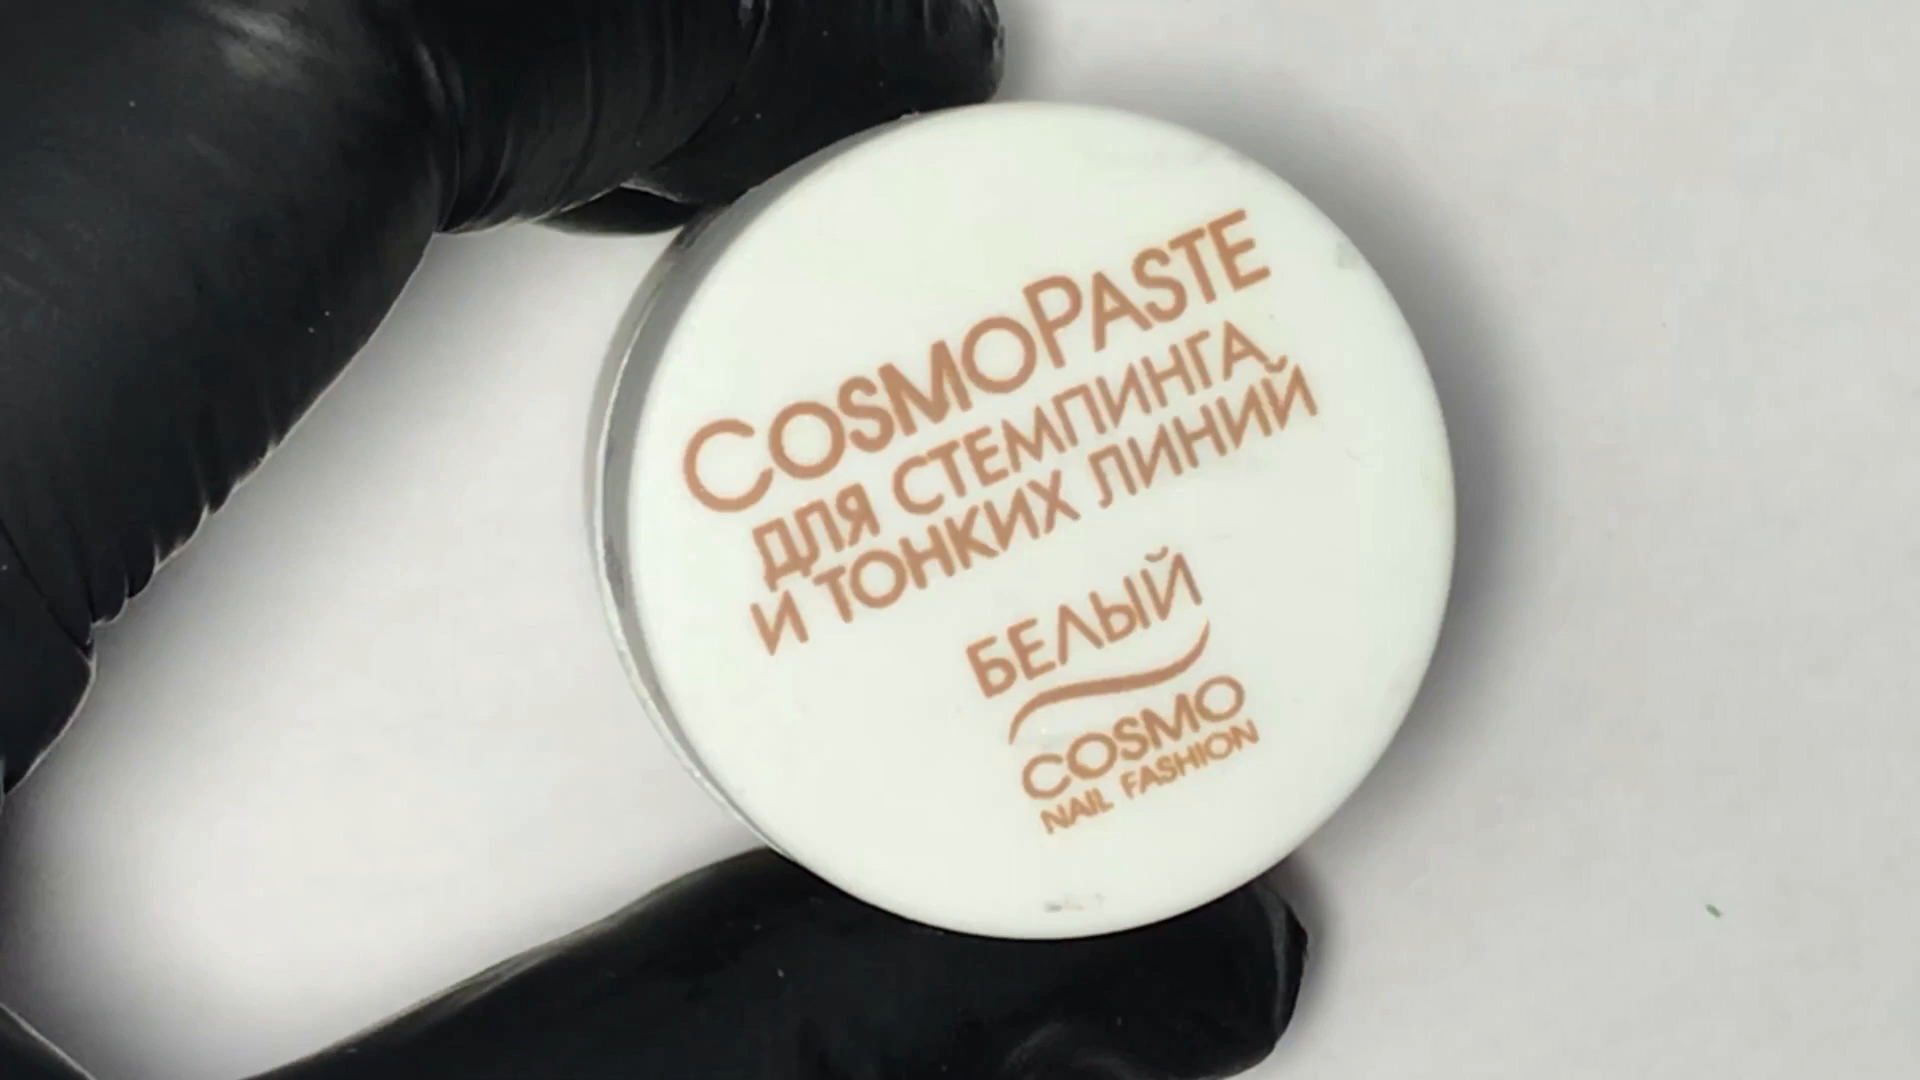 COSMOPASTE
ДЛЯ СТЕМПИНГА
И ТОНКИХ ЛИНИЙ
БЕЛЫЙ
COSMO
NAIL FASHION